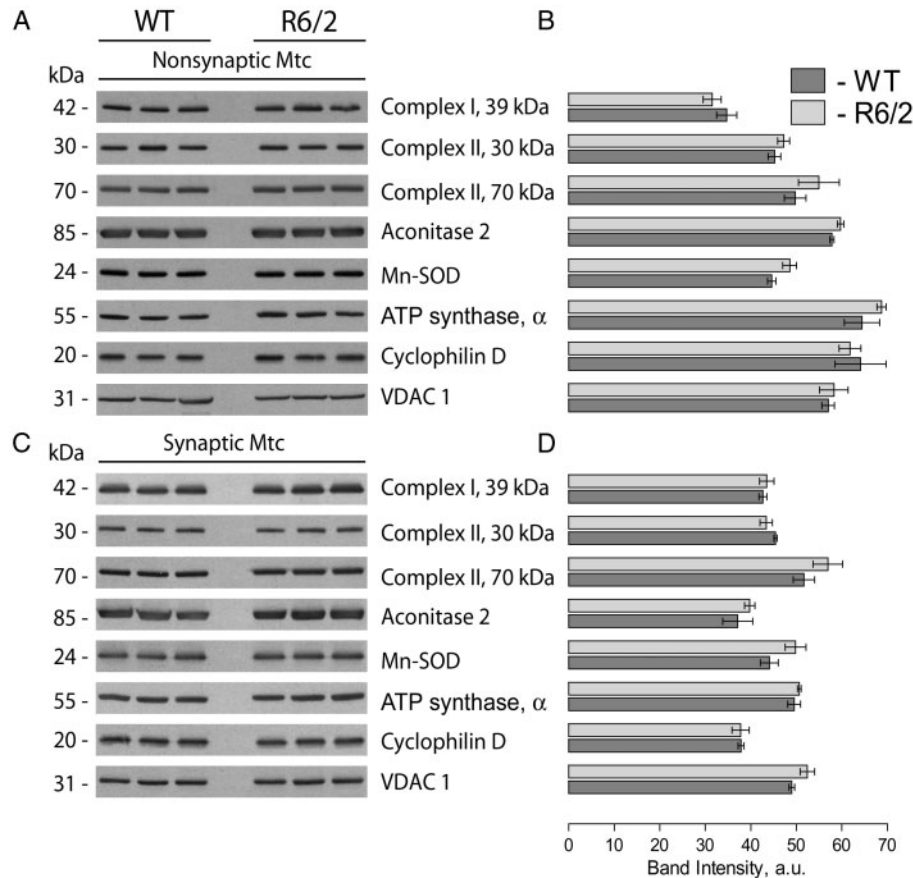 A
WT R6/2
B
Nonsynaptic Mtc
kDa
- WT
- R6/2
42 - Complex I, 39 kDa
30 - Complex II, 30 kDa
70 - Complex II, 70 kDa
85 - Aconitase 2
24 - Mn-SOD
55 - ATP synthase, α
20 - Cyclophilin D
31 - VDAC 1
C
Synaptic Mtc
D
kDa
42 - Complex I, 39 kDa
30 - Complex II, 30 kDa
70 - Complex II, 70 kDa
85 - Aconitase 2
24 - Mn-SOD
55 - ATP synthase, α
20 - Cyclophilin D
31 - VDAC 1
0 10 20 30 40 50 60 70
Band Intensity, a.u.